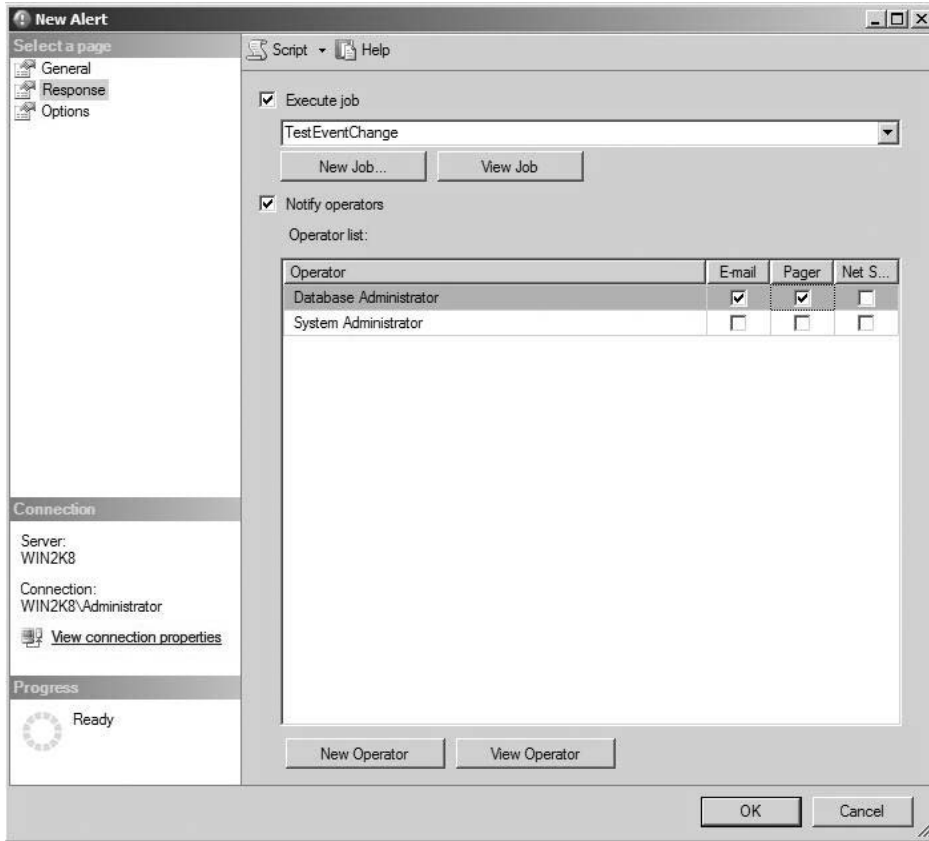 New Alert
Select a page
General
Response
Options
Script
Help
Execute job
TestEventChange
New Job...
View Job
Notify operators
Operator list:
Operator E-mail Pager Net S...
Database Administrator
System Administrator
Connection
Server:
WIN2K8
Connection:
WIN2K8\Administrator
View connection properties
Progress
Ready
New Operator
View Operator
OK
Cancel